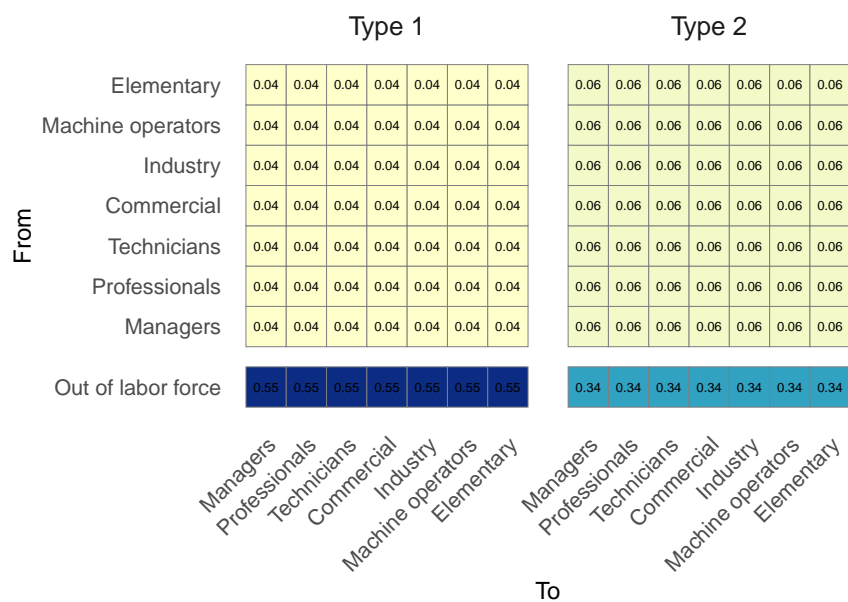 Type 1 Type 2
Elementary 0.04 0.04 0.04 0.04 0.04 0.04 0.04 0.06 0.06 0.06 0.06 0.06 0.06 0.06
Machine operators 0.04 0.04 0.04 0.04 0.04 0.04 0.04 0.06 0.06 0.06 0.06 0.06 0.06 0.06
Industry 0.04 0.04 0.04 0.04 0.04 0.04 0.04 0.06 0.06 0.06 0.06 0.06 0.06 0.06
Commercial 0.04 0.04 0.04 0.04 0.04 0.04 0.04 0.06 0.06 0.06 0.06 0.06 0.06 0.06
From
Technicians 0.04 0.04 0.04 0.04 0.04 0.04 0.04 0.06 0.06 0.06 0.06 0.06 0.06 0.06
Professionals 0.04 0.04 0.04 0.04 0.04 0.04 0.04 0.06 0.06 0.06 0.06 0.06 0.06 0.06
Managers 0.04 0.04 0.04 0.04 0.04 0.04 0.04 0.06 0.06 0.06 0.06 0.06 0.06 0.06
Out of labor force 0.55 0.55 0.55 0.55 0.55 0.55 0.55 0.34 0.34 0.34 0.34 0.34 0.34 0.34
Managers
Professionals
Technicians
Commercial
Industry
Machine operators
Elementary
Managers
Professionals
Technicians
Commercial
Industry
Machine operators
Elementary
To